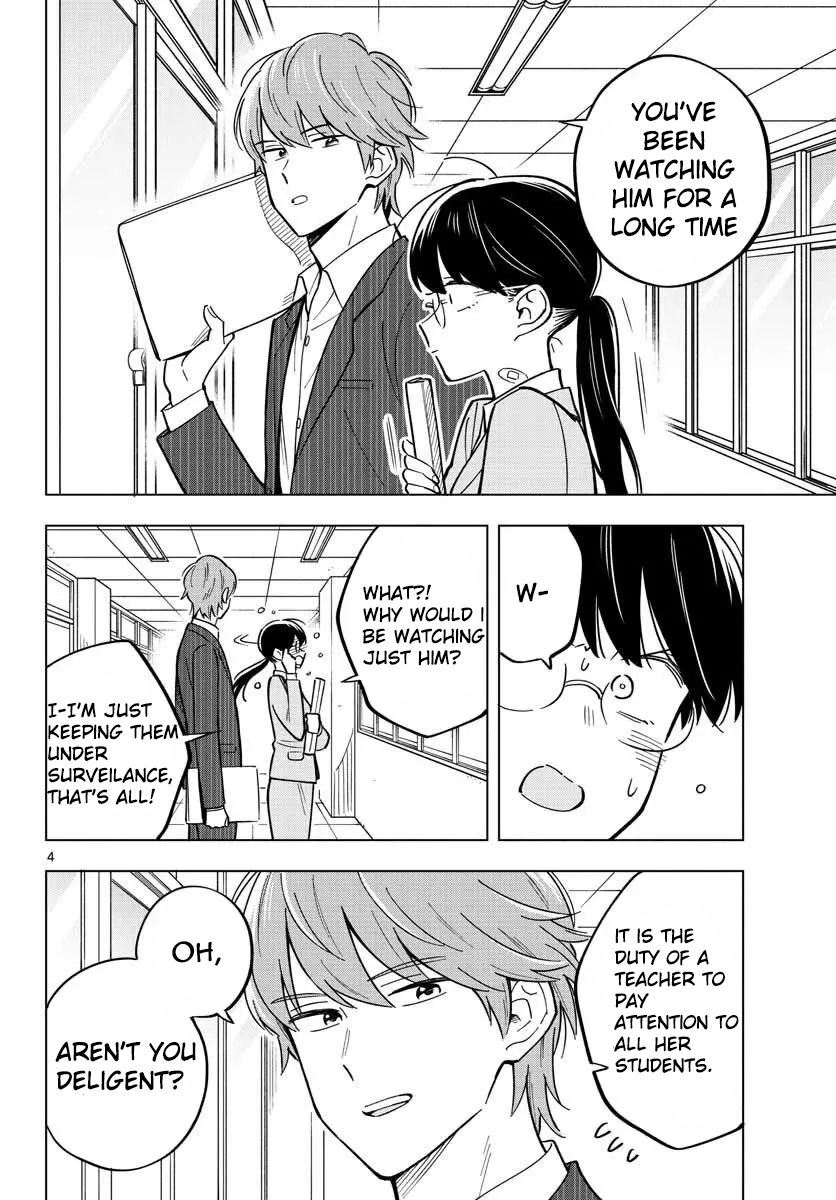 YOU'VE
BEEN
WATCHING
HIM FOR A
LONG TIME
W-
WHAT?!
WHY WOULD I
BE WATCHING
JUST HIM?
I-I'M JUST
KEEPING THEM
UNDER
SURVEILANCE,
THAT'S ALL!
4
IT IS THE
DUTY OF A
TEACHER TO
PAY
ATTENTION TO
ALL HER
STUDENTS.
OH,
AREN'T YOU
DELIGENT?